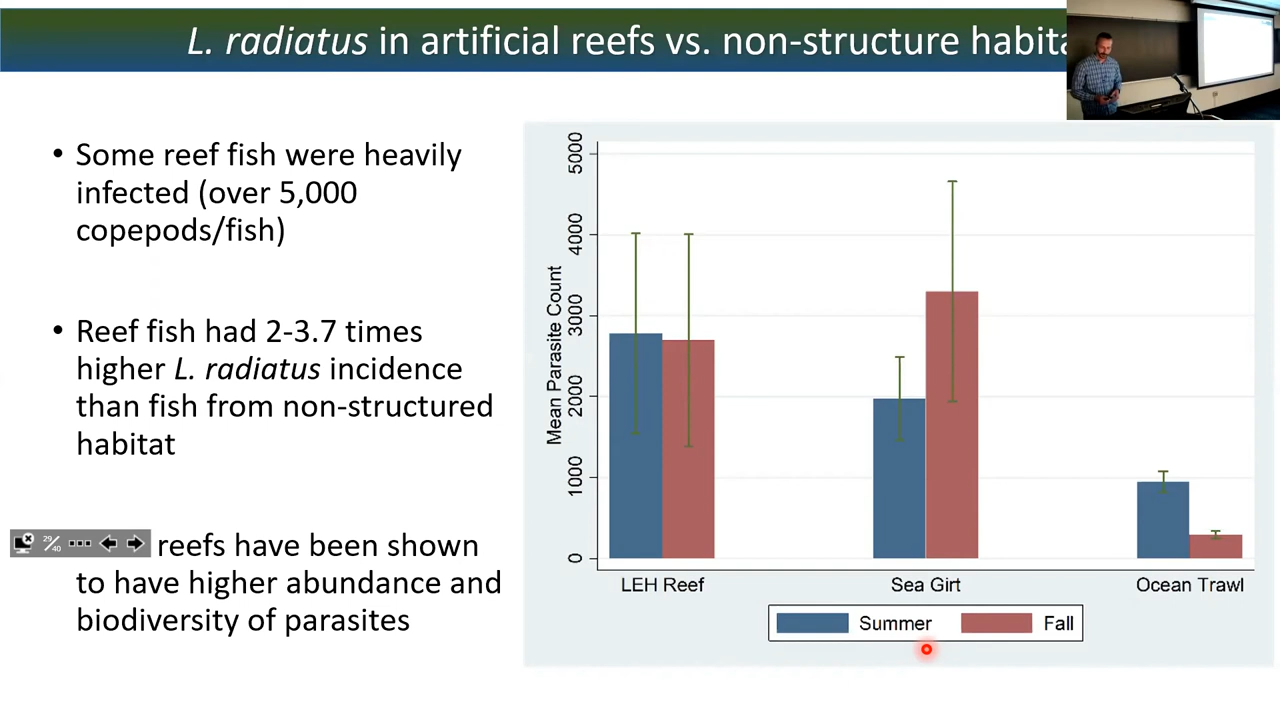 L. radiatus in artificial reefs vs. non-structure
• Some reef fish were heavily
infected (over 5,000
copepods/fish)
• Reef fish had 2-3.7 times
higher L. radiatus incidence
than fish from non-structured
habitat
29/40
reefs have been shown
to have higher abundance and
biodiversity of parasites
Mean Parasite Count
5000
4000
3000
2000
1000
0
LEH Reef
Sea Girt
Ocean Trawl
Summer
Fall